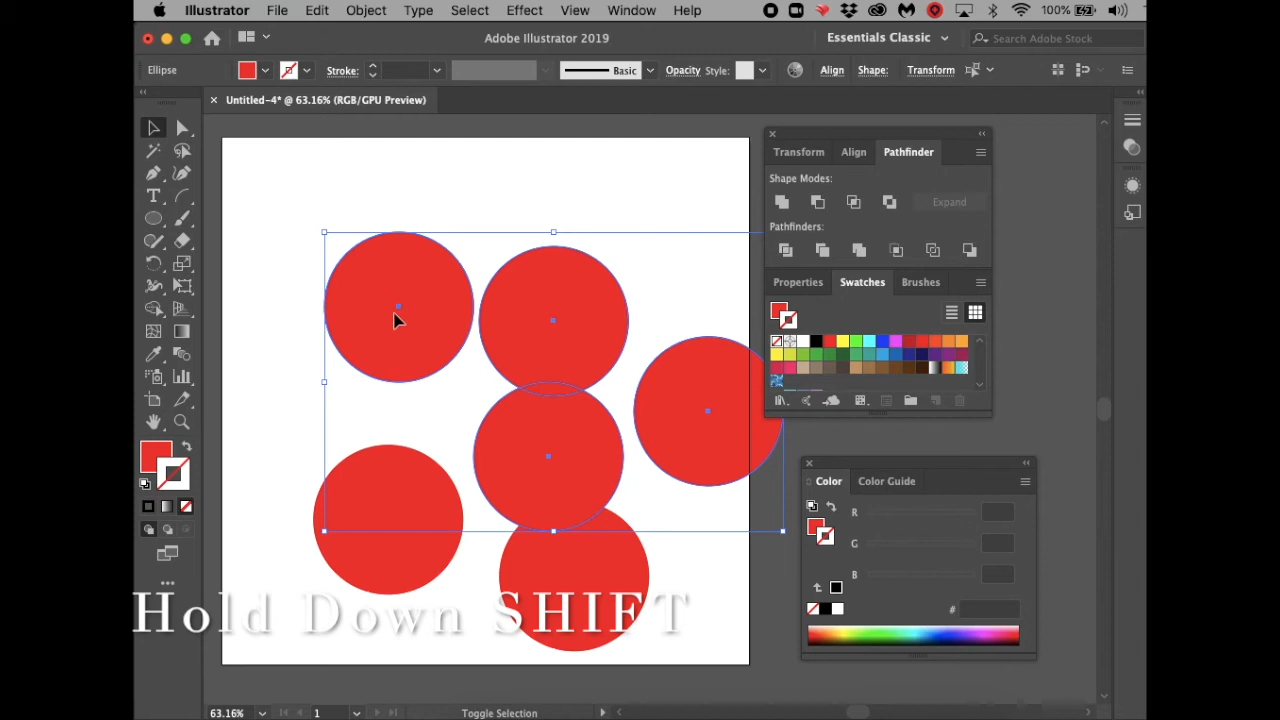 Illustrator File Edit Object Type Select Effect View Window Help 100%
Adobe Illustrator 2019 Essentials Classic Search Adobe Stock
Ellipse Stroke: Basic Opacity Style: Align Shape: Transform
Untitled-4* @ 63.16% (RGB/GPU Preview)
Transform Align Pathfinder
Shape Modes:
Expand
Pathfinders:
Properties Swatches Brushes
Color Color Guide
R
G
B
#
Hold Down SHIFT
63.16% 1 Toggle Selection